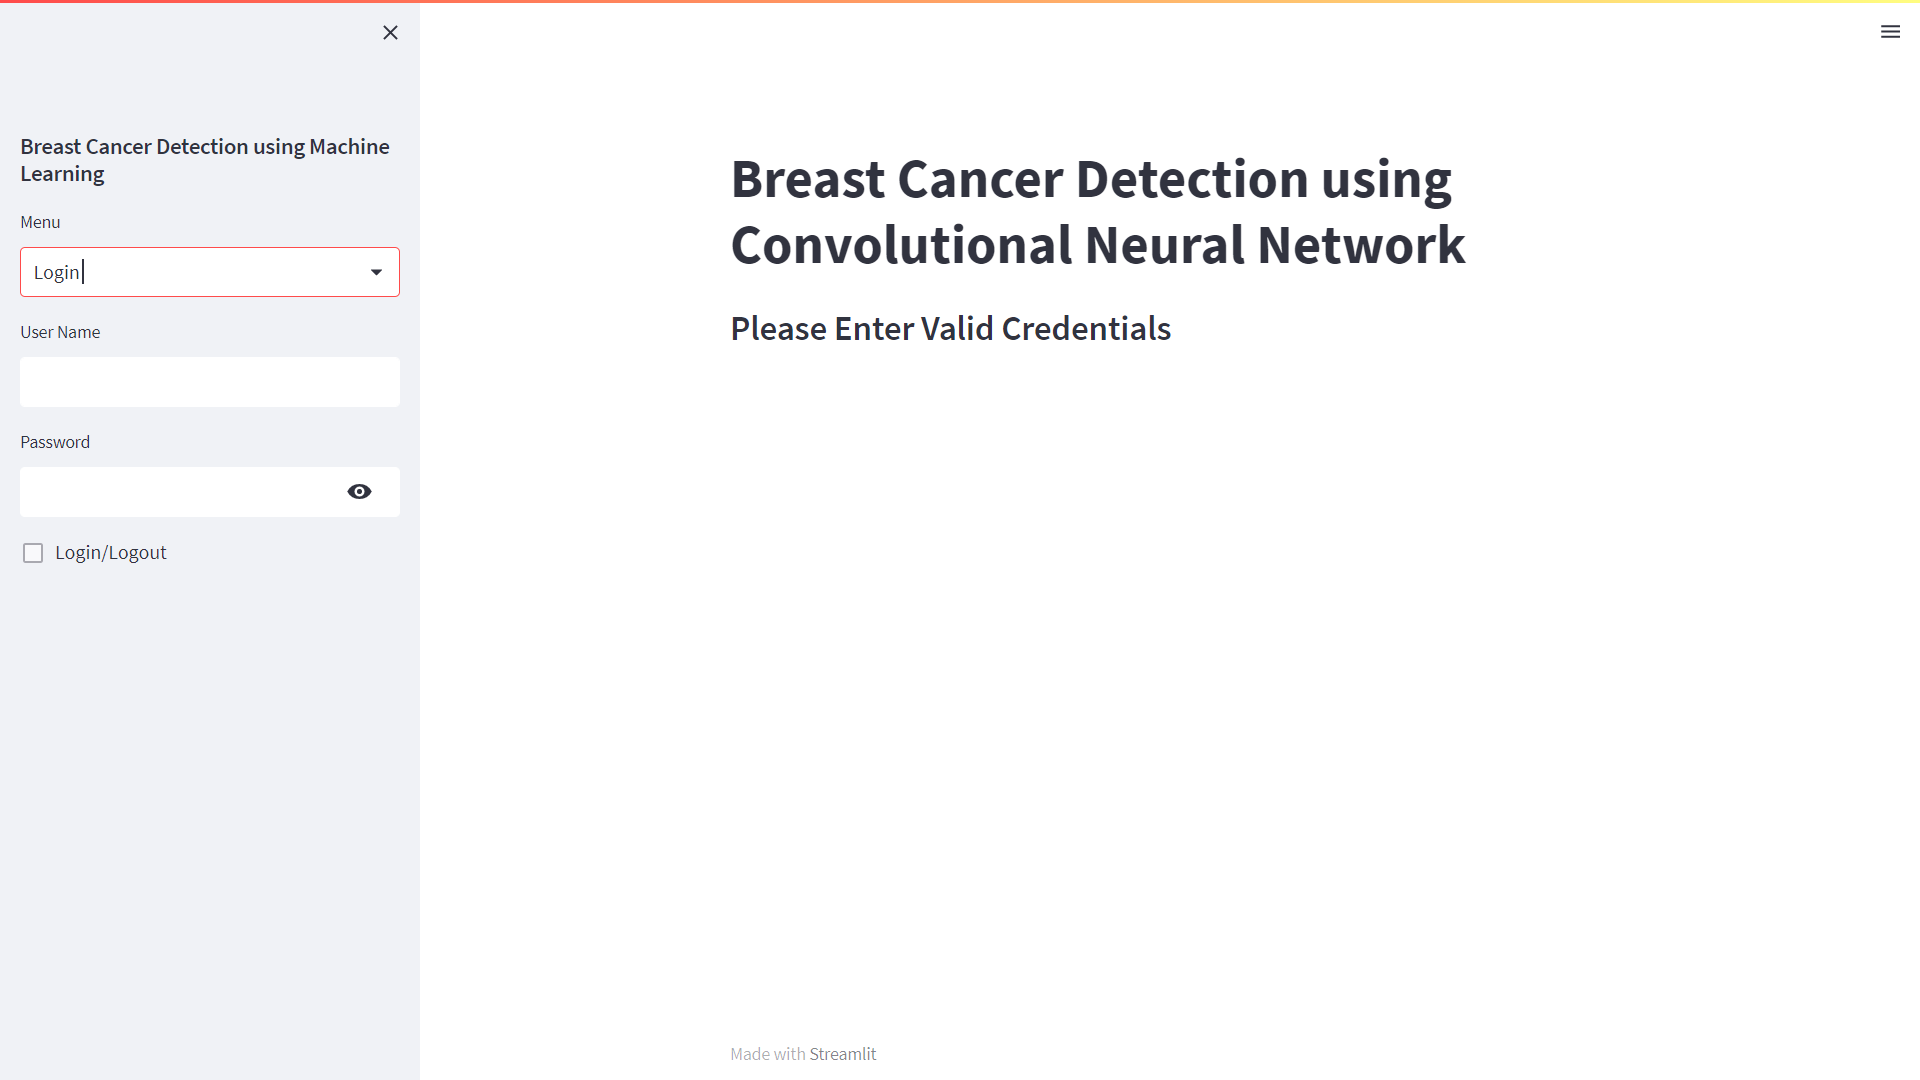 Breast Cancer Detection using Machine
Learning
Menu
Login
User Name
Password
Login/Logout
Breast Cancer Detection using
Convolutional Neural Network
Please Enter Valid Credentials
Made with Streamlit